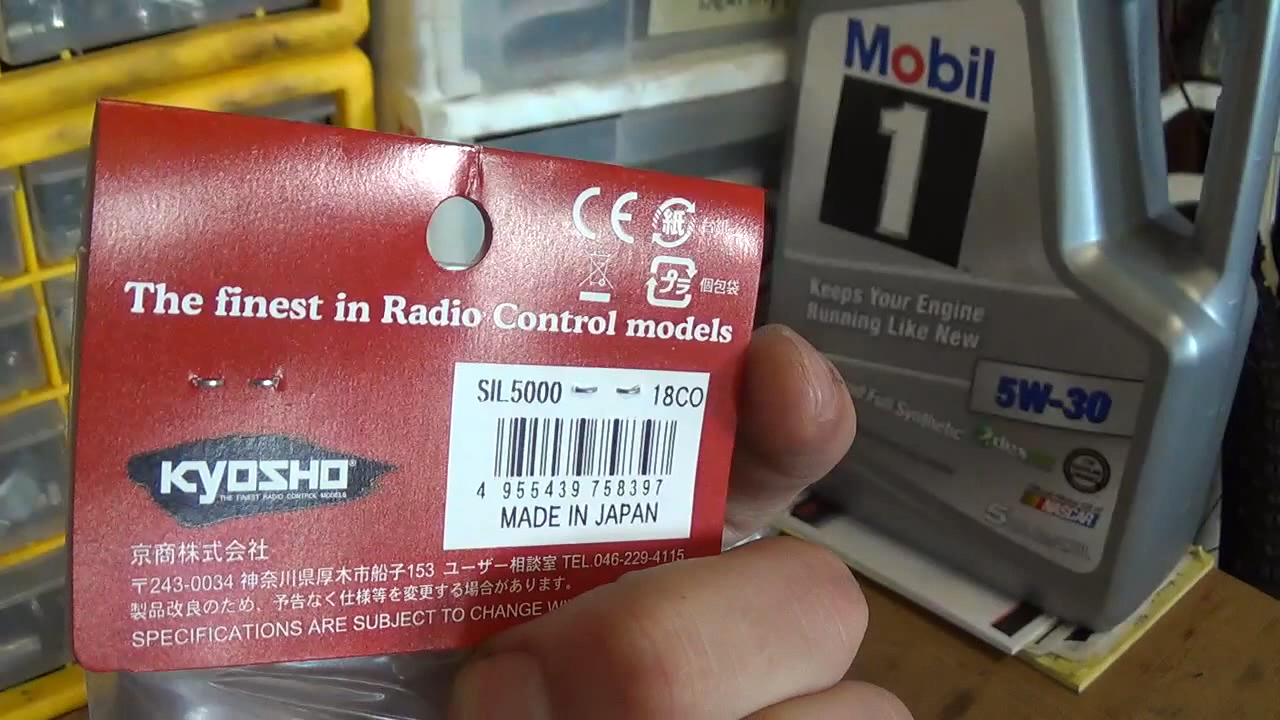 CE 紙 台紙
プラ 個包袋
The finest in Radio Control models
SIL5000 18CO
4 955439 758397
MADE IN JAPAN
KYOSHO®
THE FINEST RADIO CONTROL MODELS
京商株式会社
〒243-0034 神奈川県厚木市船子153 ユーザー相談室 TEL.046-229-4115
製品改良のため、予告なく仕様等を変更する場合があります。
SPECIFICATIONS ARE SUBJECT TO CHANGE
Mobil
1
Keeps Your Engine
Running Like New
5W-30
Full Synthetic
NASCAR
5